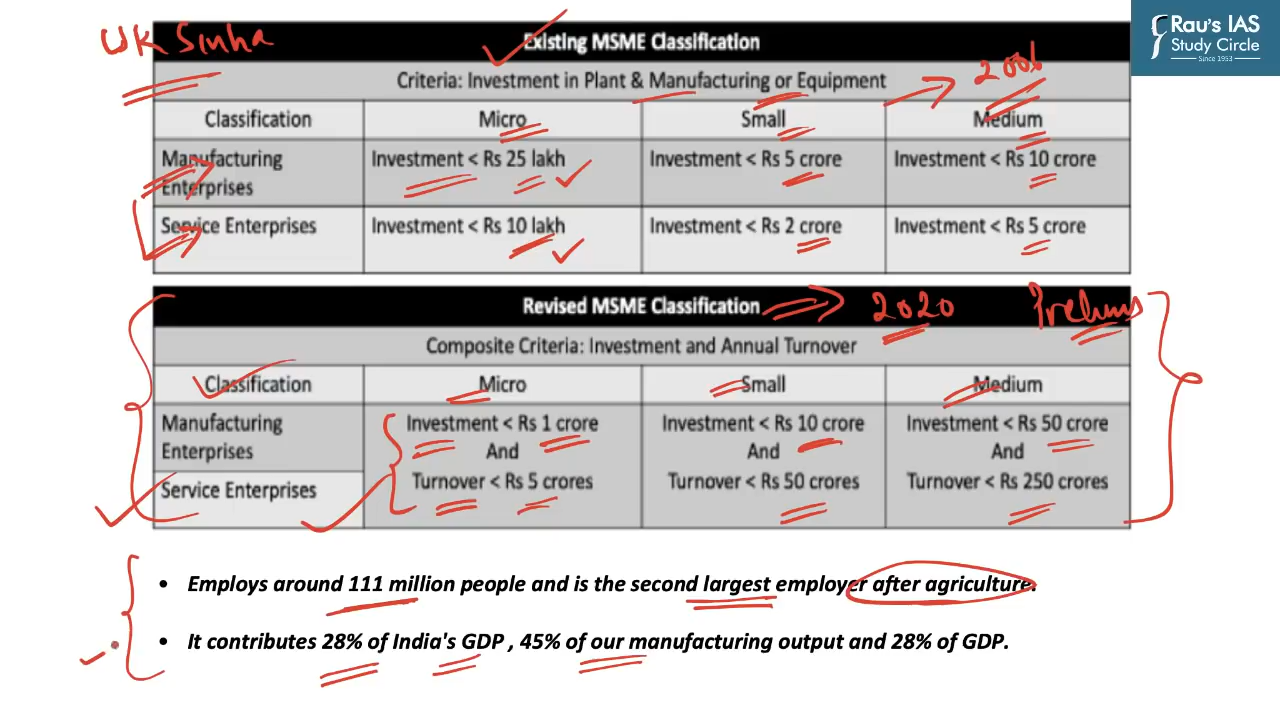 UK Sinha
Rau's IAS
Study Circle
Since 1953
Existing MSME Classification
Criteria: Investment in Plant & Manufacturing or Equipment
2006
Classification Micro Small Medium
Manufacturing Enterprises Investment < Rs 25 lakh Investment < Rs 5 crore Investment < Rs 10 crore
Service Enterprises Investment < Rs 10 lakh Investment < Rs 2 crore Investment < Rs 5 crore
Revised MSME Classification
2020
Prelims
Composite Criteria: Investment and Annual Turnover
Classification Micro Small Medium
Manufacturing Investment < Rs 1 crore Investment < Rs 10 crore Investment < Rs 50 crore
Enterprises And And And
Service Enterprises Turnover < Rs 5 crores Turnover < Rs 50 crores Turnover < Rs 250 crores
• Employs around 111 million people and is the second largest employer after agriculture.
• It contributes 28% of India's GDP , 45% of our manufacturing output and 28% of GDP.